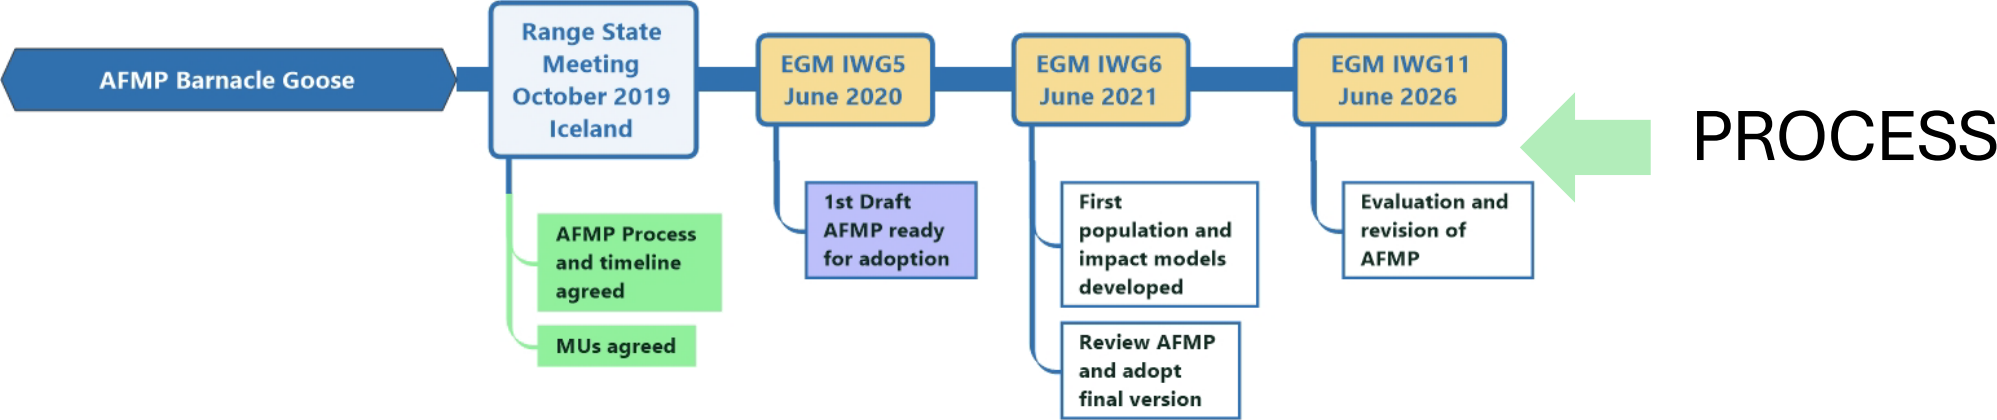 AFMP Barnacle Goose
Range State
Meeting
October 2019
Iceland
AFMP Process
and timeline
agreed
MUs agreed
EGM IWG5
June 2020
1st Draft
AFMP ready
for adoption
EGM IWG6
June 2021
First
population and
impact models
developed
Review AFMP
and adopt
final version
EGM IWG11
June 2026
Evaluation and
revision of
AFMP
PROCESS